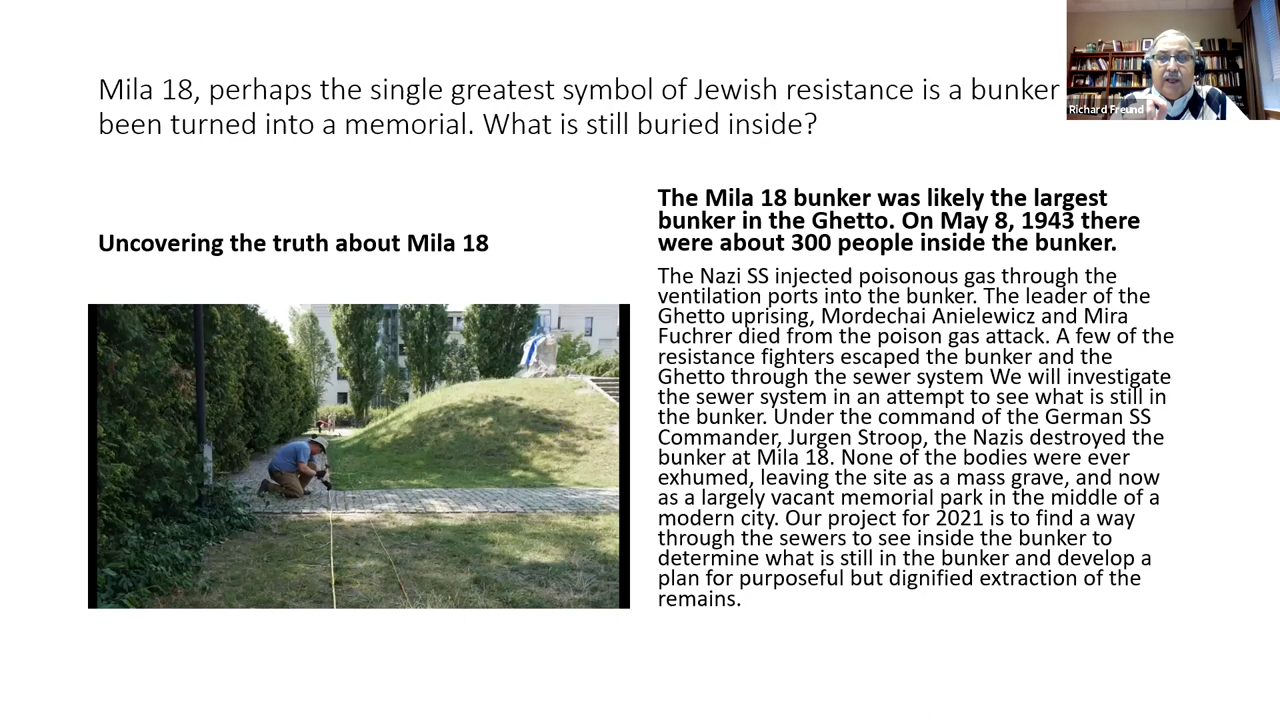 Mila 18, perhaps the single greatest symbol of Jewish resistance is a bunker
been turned into a memorial. What is still buried inside?
Richard Freund
Uncovering the truth about Mila 18
The Mila 18 bunker was likely the largest
bunker in the Ghetto. On May 8, 1943 there
were about 300 people inside the bunker.
The Nazi SS injected poisonous gas through the
ventilation ports into the bunker. The leader of the
Ghetto uprising, Mordechai Anielewicz and Mira
Fuchrer died from the poison gas attack. A few of the
resistance fighters escaped the bunker and the
Ghetto through the sewer system We will investigate
the sewer system in an attempt to see what is still in
the bunker. Under the command of the German SS
Commander, Jurgen Stroop, the Nazis destroyed the
bunker at Mila 18. None of the bodies were ever
exhumed, leaving the site as a mass grave, and now
as a largely vacant memorial park in the middle of a
modern city. Our project for 2021 is to find a way
through the sewers to see inside the bunker to
determine what is still in the bunker and develop a
plan for purposeful but dignified extraction of the
remains.